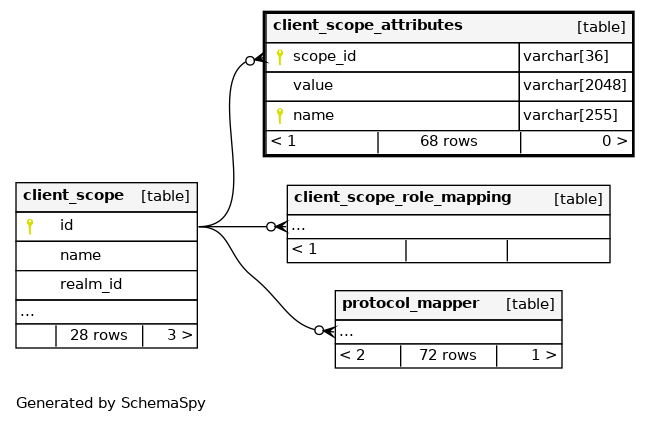 client_scope_attributes [table]
scope_id varchar[36]
value varchar[2048]
name varchar[255]
< 1 68 rows 0 >
client_scope [table]
id
name
realm_id
...
28 rows 3 >
client_scope_role_mapping [table]
...
< 1
protocol_mapper [table]
...
< 2 72 rows 1 >
Generated by SchemaSpy